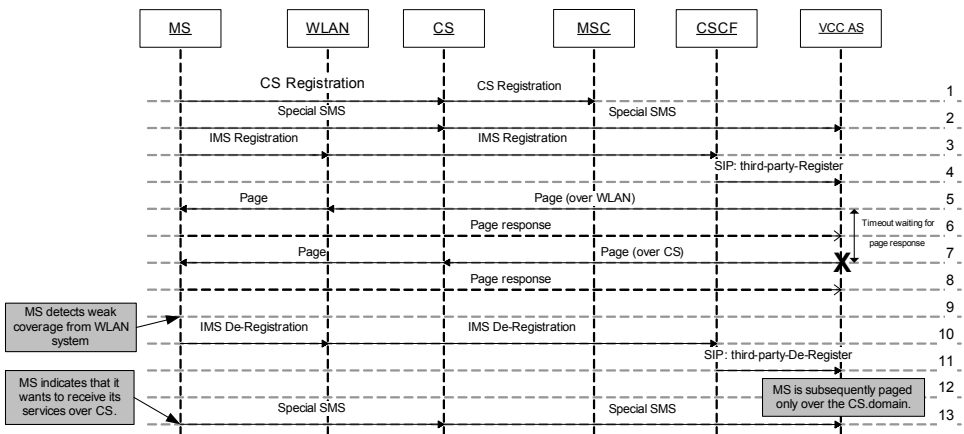 MS WLAN CS MSC CSCF VCC AS
CS Registration CS Registration 1
Special SMS Special SMS 2
IMS Registration IMS Registration 3
SIP: third-party-Register 4
Page Page (over WLAN) 5
Page response 6
Timeout waiting for
page response
Page Page (over CS) 7
X
Page response 8
9
MS detects weak
coverage from WLAN
system
IMS De-Registration IMS De-Registration 10
SIP: third-party-De-Register 11
12
MS indicates that it
wants to receive its
services over CS.
MS is subsequently paged
only over the CS.domain.
Special SMS Special SMS 13